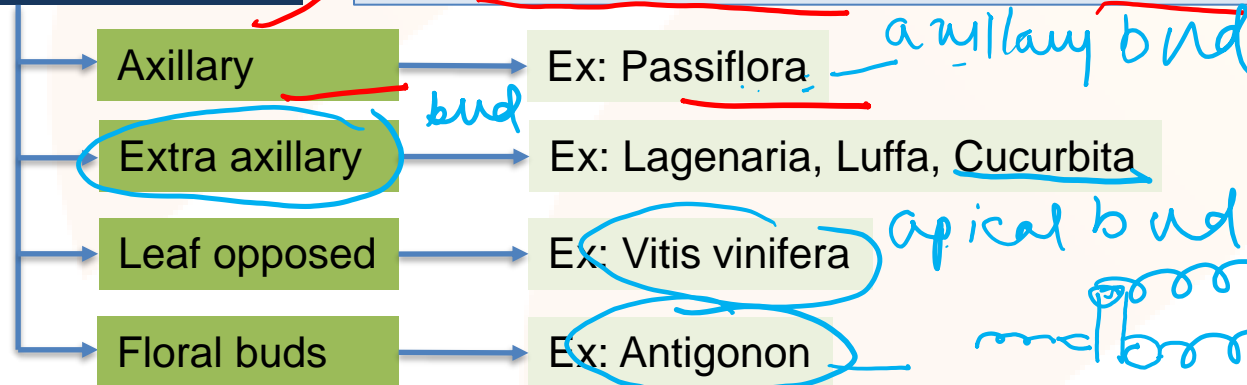 Axillary
Ex: Passiflora
axillary bud
bud
Extra axillary
Ex: Lagenaria, Luffa, Cucurbita
Leaf opposed
Ex: Vitis vinifera
apical bud
Floral buds
Ex: Antigonon